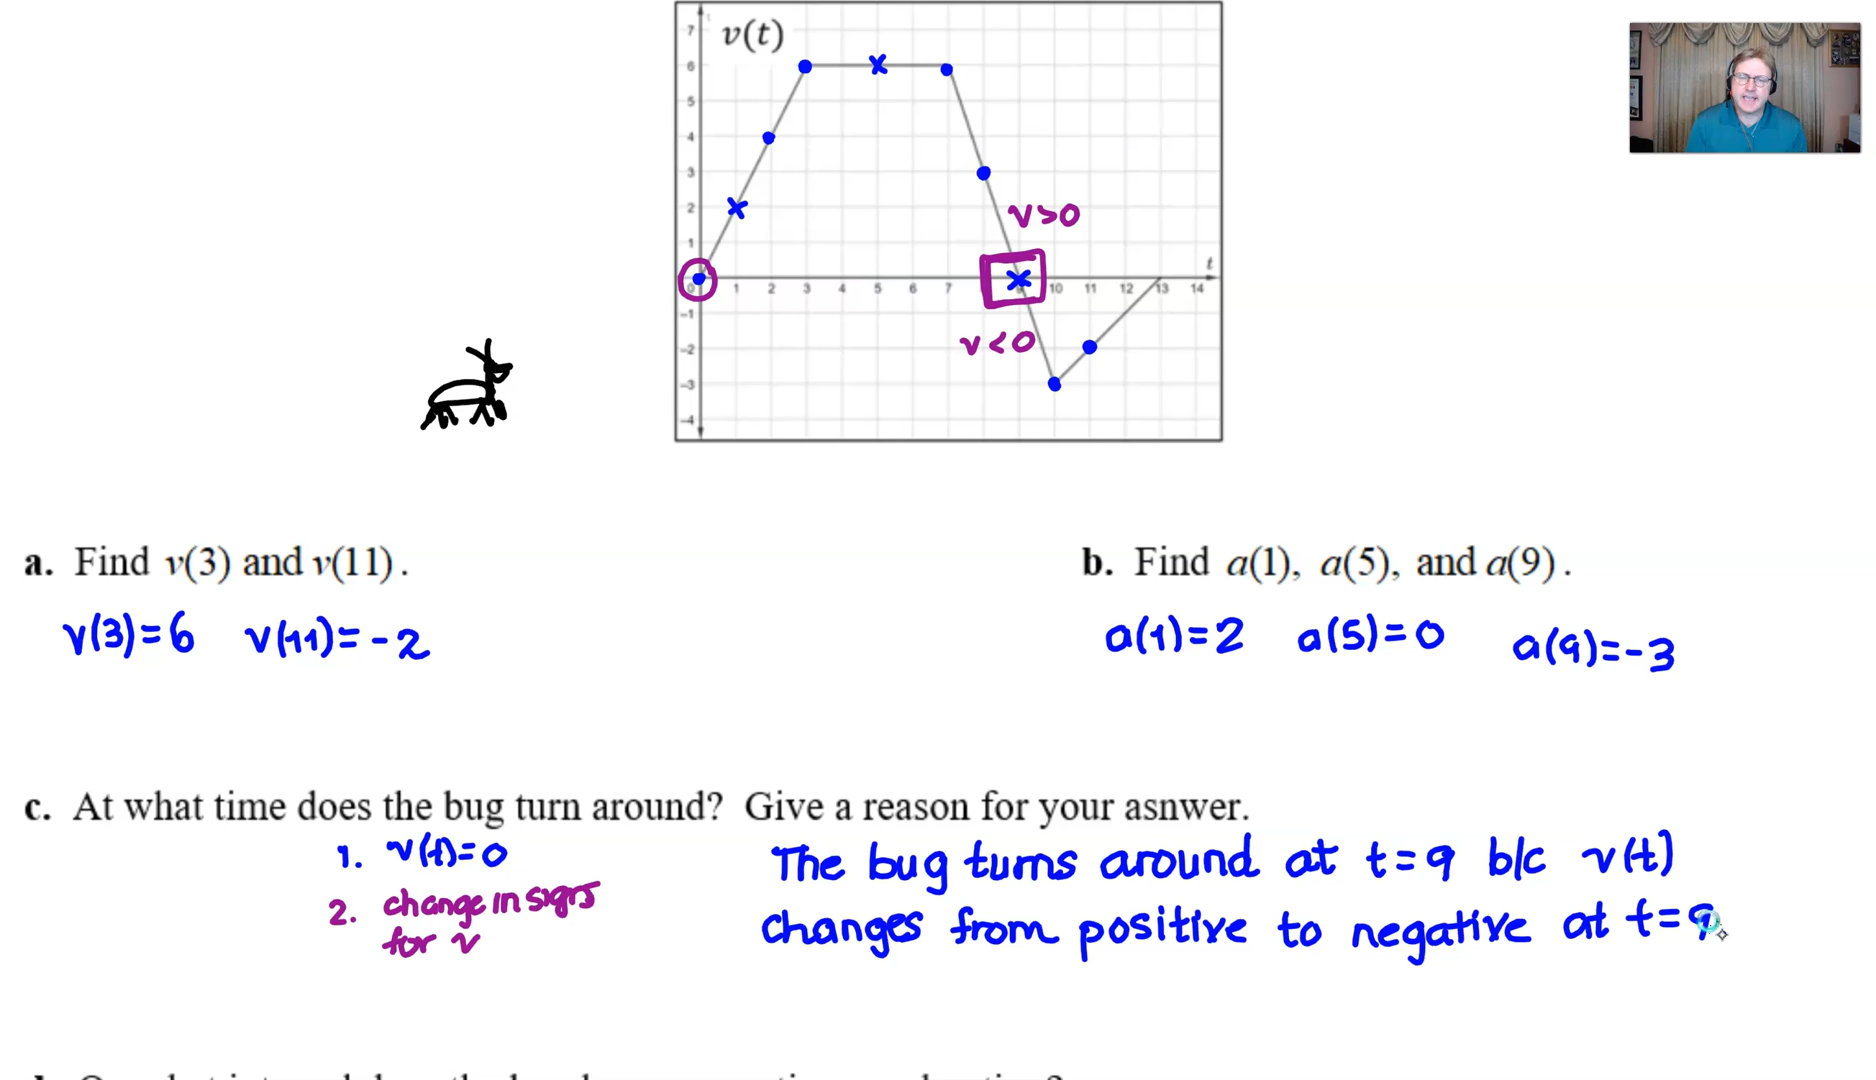 7 v(t)
6
5
4
3
2 v>0
1
t
0 1 2 3 4 5 6 7 10 11 12 13 14
-1
-2 v<0
-3
-4
a. Find v(3) and v(11).
b. Find a(1), a(5), and a(9).
v(3)=6 v(11)=-2
a(1)=2 a(5)=0 a(9)=-3
c. At what time does the bug turn around? Give a reason for your asnwer.
1. v(t)=0
2. change in signs
for v
The bug turns around at t=9 b/c v(t)
changes from positive to negative at t=9